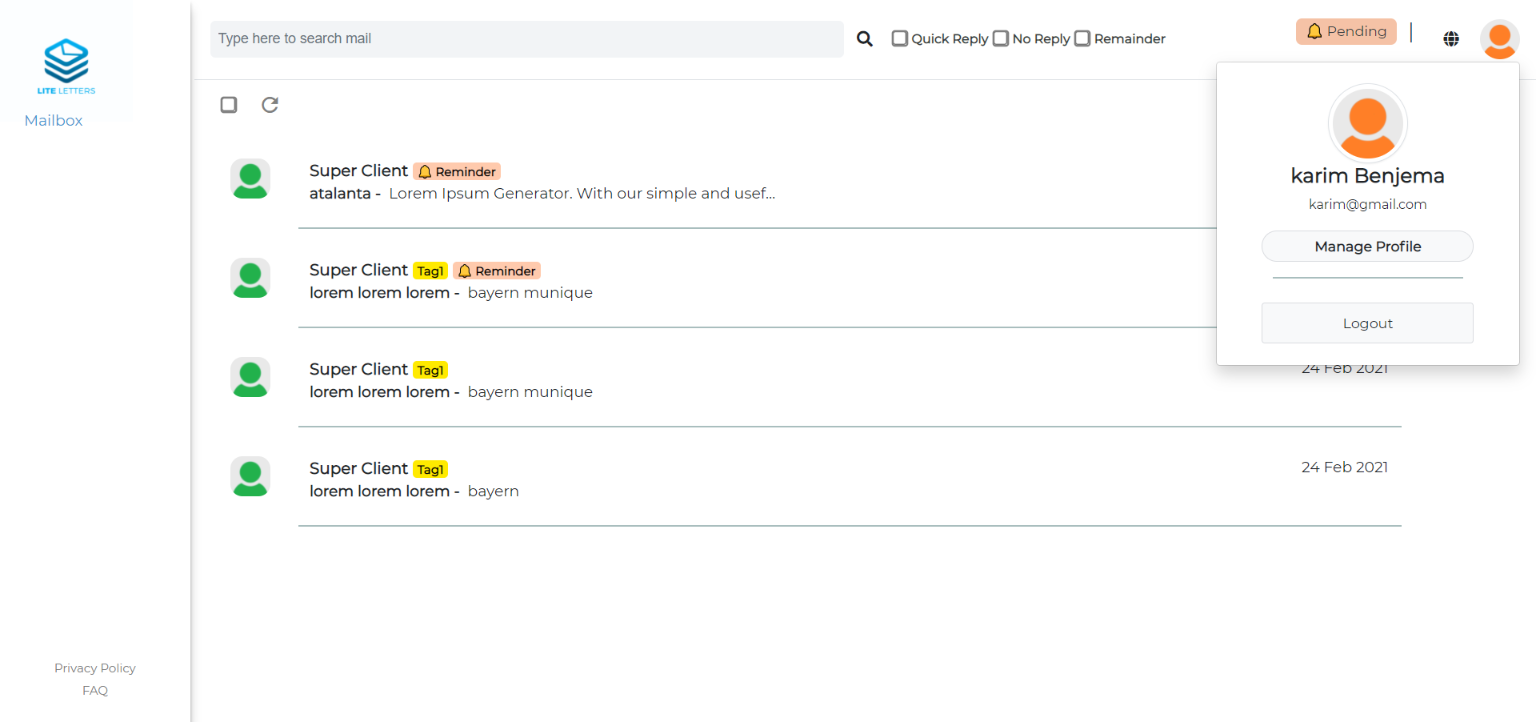 LITE LETTERS
Mailbox
Type here to search mail
Quick Reply No Reply Remainder
Pending
karim Benjema
karim@gmail.com
Manage Profile
Logout
Super Client Reminder
atalanta - Lorem Ipsum Generator. With our simple and usef...
Super Client Tag1 Reminder
lorem lorem lorem - bayern munique
Super Client Tag1
24 Feb 2021
lorem lorem lorem - bayern munique
Super Client Tag1
24 Feb 2021
lorem lorem lorem - bayern
Privacy Policy
FAQ